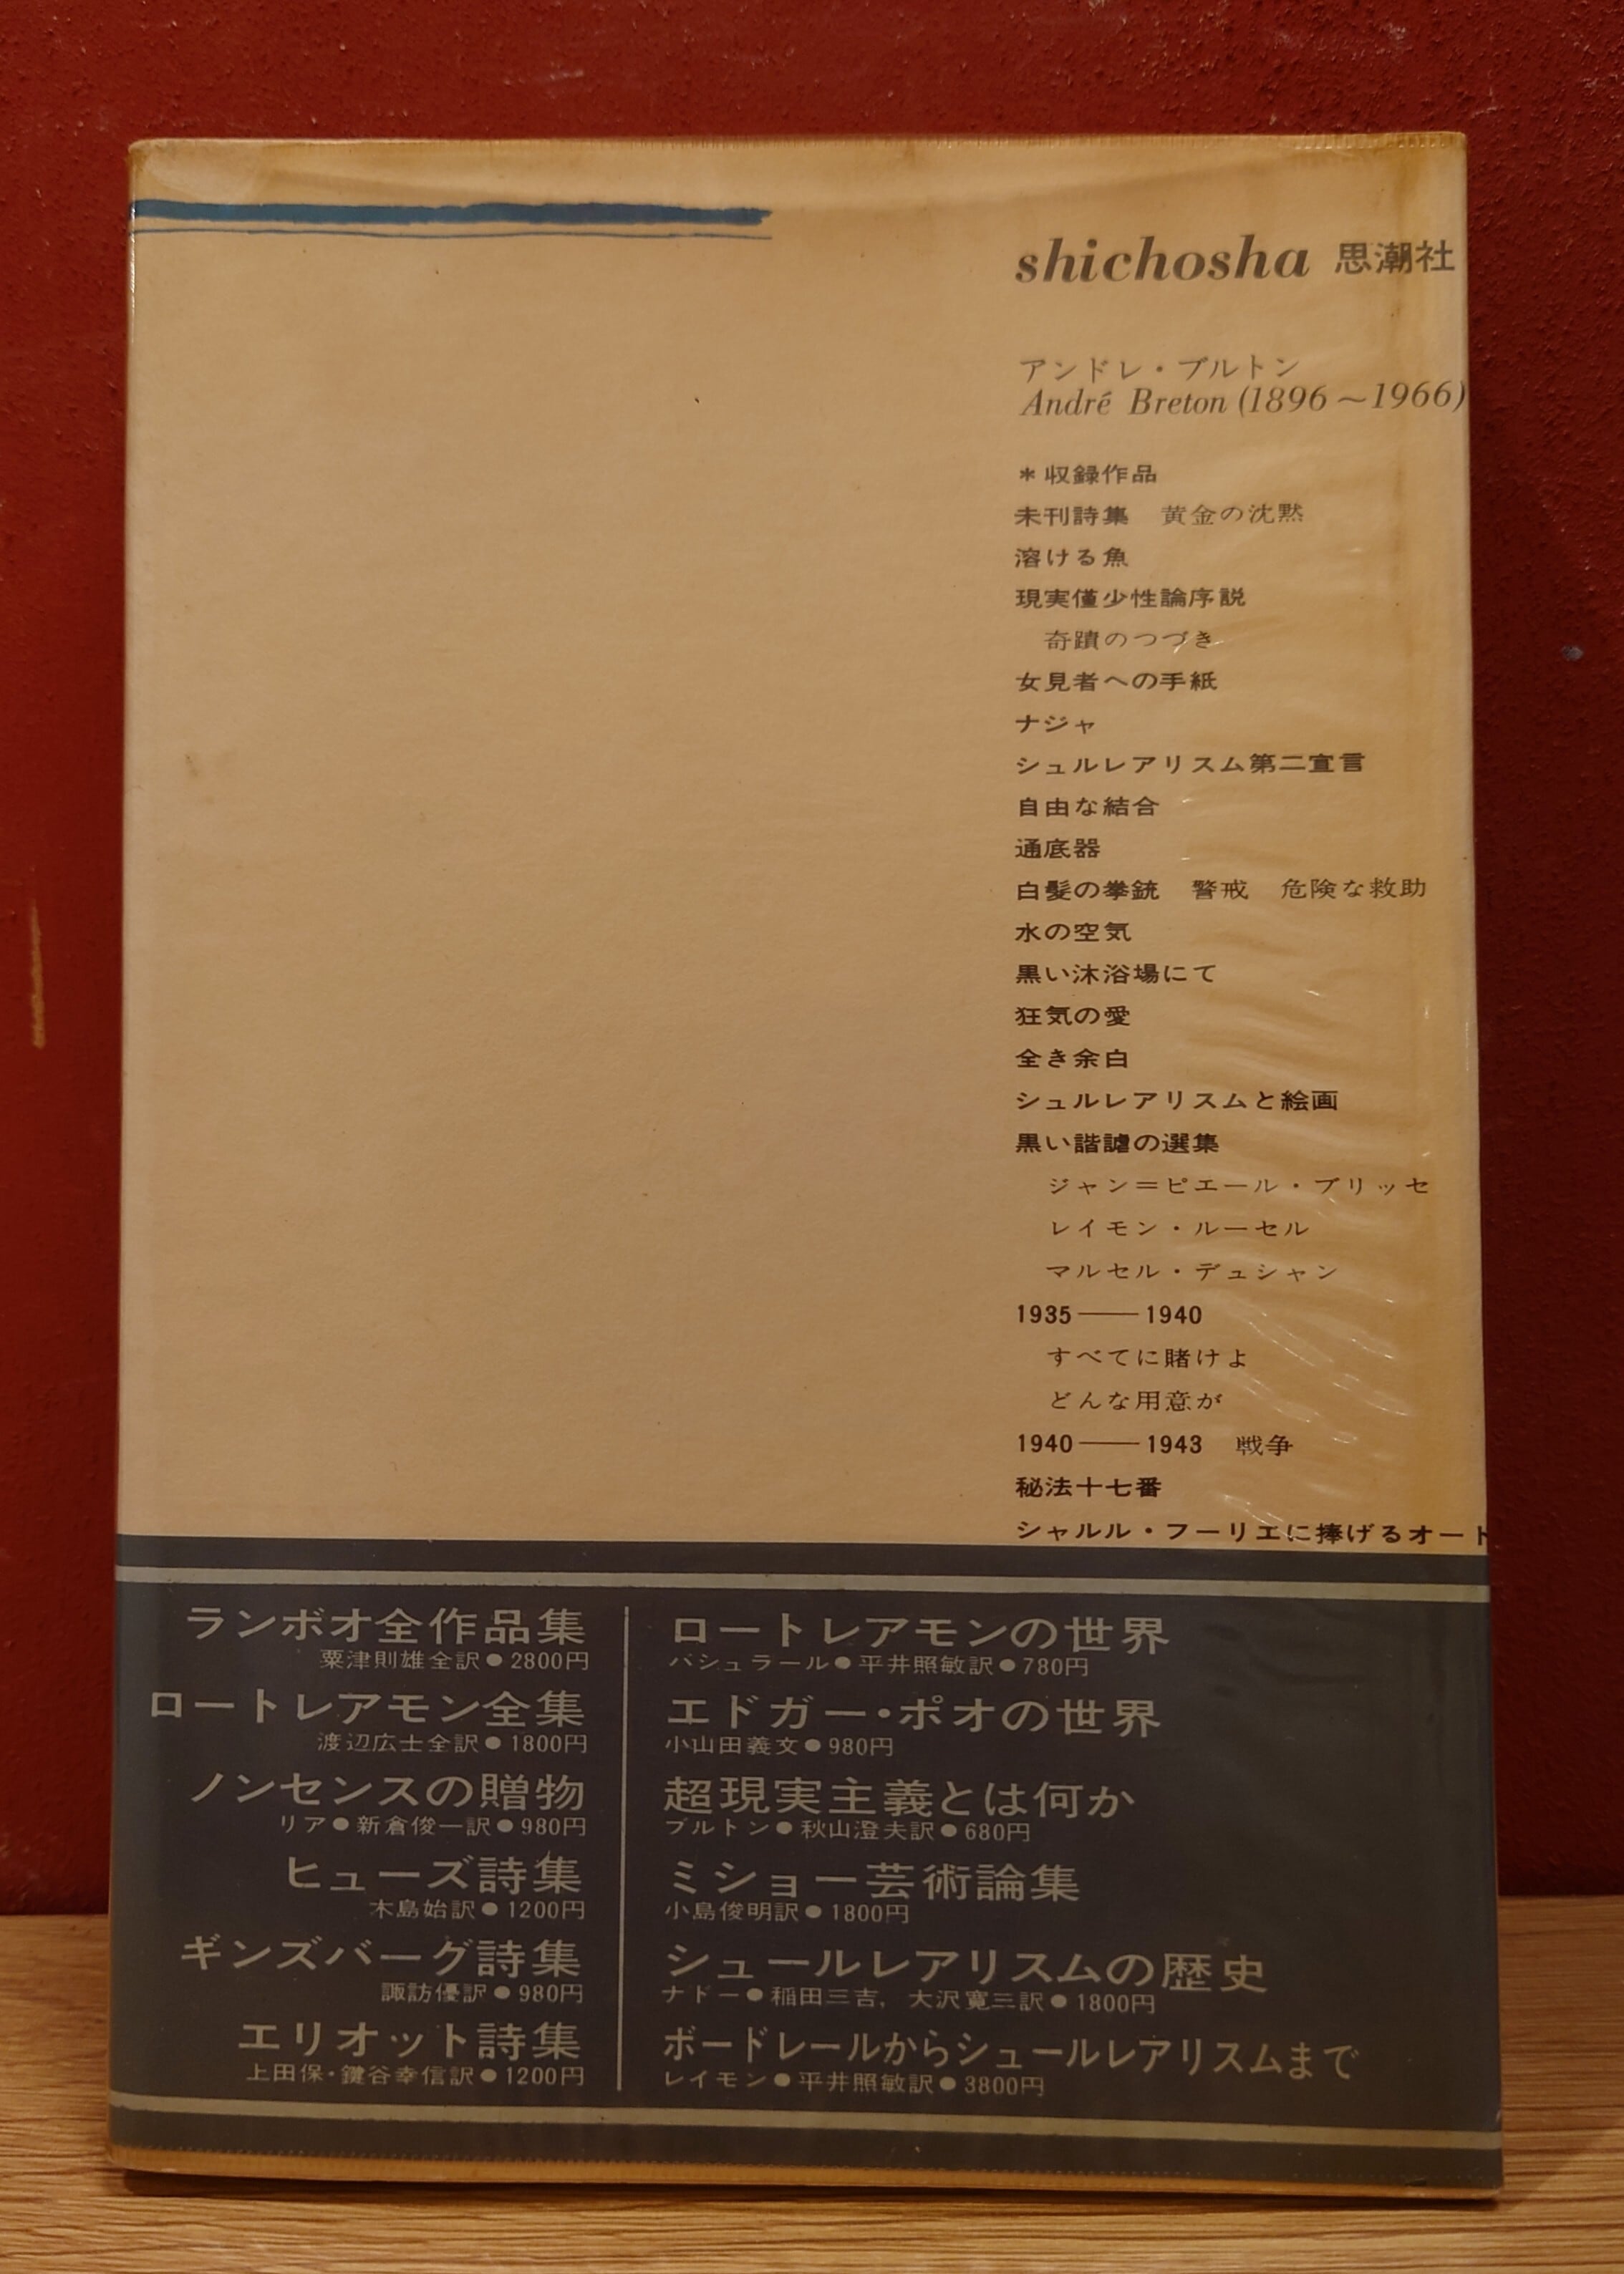 shichosha 思潮社
アンドレ・ブルトン
André Breton (1896～1966)
＊収録作品
未刊詩集　黄金の沈黙
溶ける魚
現実僅少性論序説
奇蹟のつづき
女見者への手紙
ナジャ
シュルレアリスム第二宣言
自由な結合
通底器
白髪の拳銃　警戒　危険な救助
水の空気
黒い沐浴場にて
狂気の愛
全き余白
シュルレアリスムと絵画
黒い諧謔の選集
ジャン＝ピエール・ブリッセ
レイモン・ルーセル
マルセル・デュシャン
1935——1940
すべてに賭けよ
どんな用意が
1940——1943　戦争
秘法十七番
シャルル・フーリエに捧げるオード
ランボオ全作品集
粟津則雄全訳●2800円
ロートレアモン全集
渡辺広士全訳●1800円
ノンセンスの贈物
リア●新倉俊一訳●980円
ヒューズ詩集
木島始訳●1200円
ギンズバーグ詩集
諏訪優訳●980円
エリオット詩集
上田保・鍵谷幸信訳●1200円
ロートレアモンの世界
バシュラール●平井照敏訳●780円
エドガー・ポオの世界
小山田義文●980円
超現実主義とは何か
ブルトン●秋山澄夫訳●680円
ミショー芸術論集
小島俊明訳●1800円
シュールレアリスムの歴史
ナドー●稲田三吉，大沢寛三訳●1800円
ボードレールからシュールレアリスムまで
レイモン●平井照敏訳●3800円